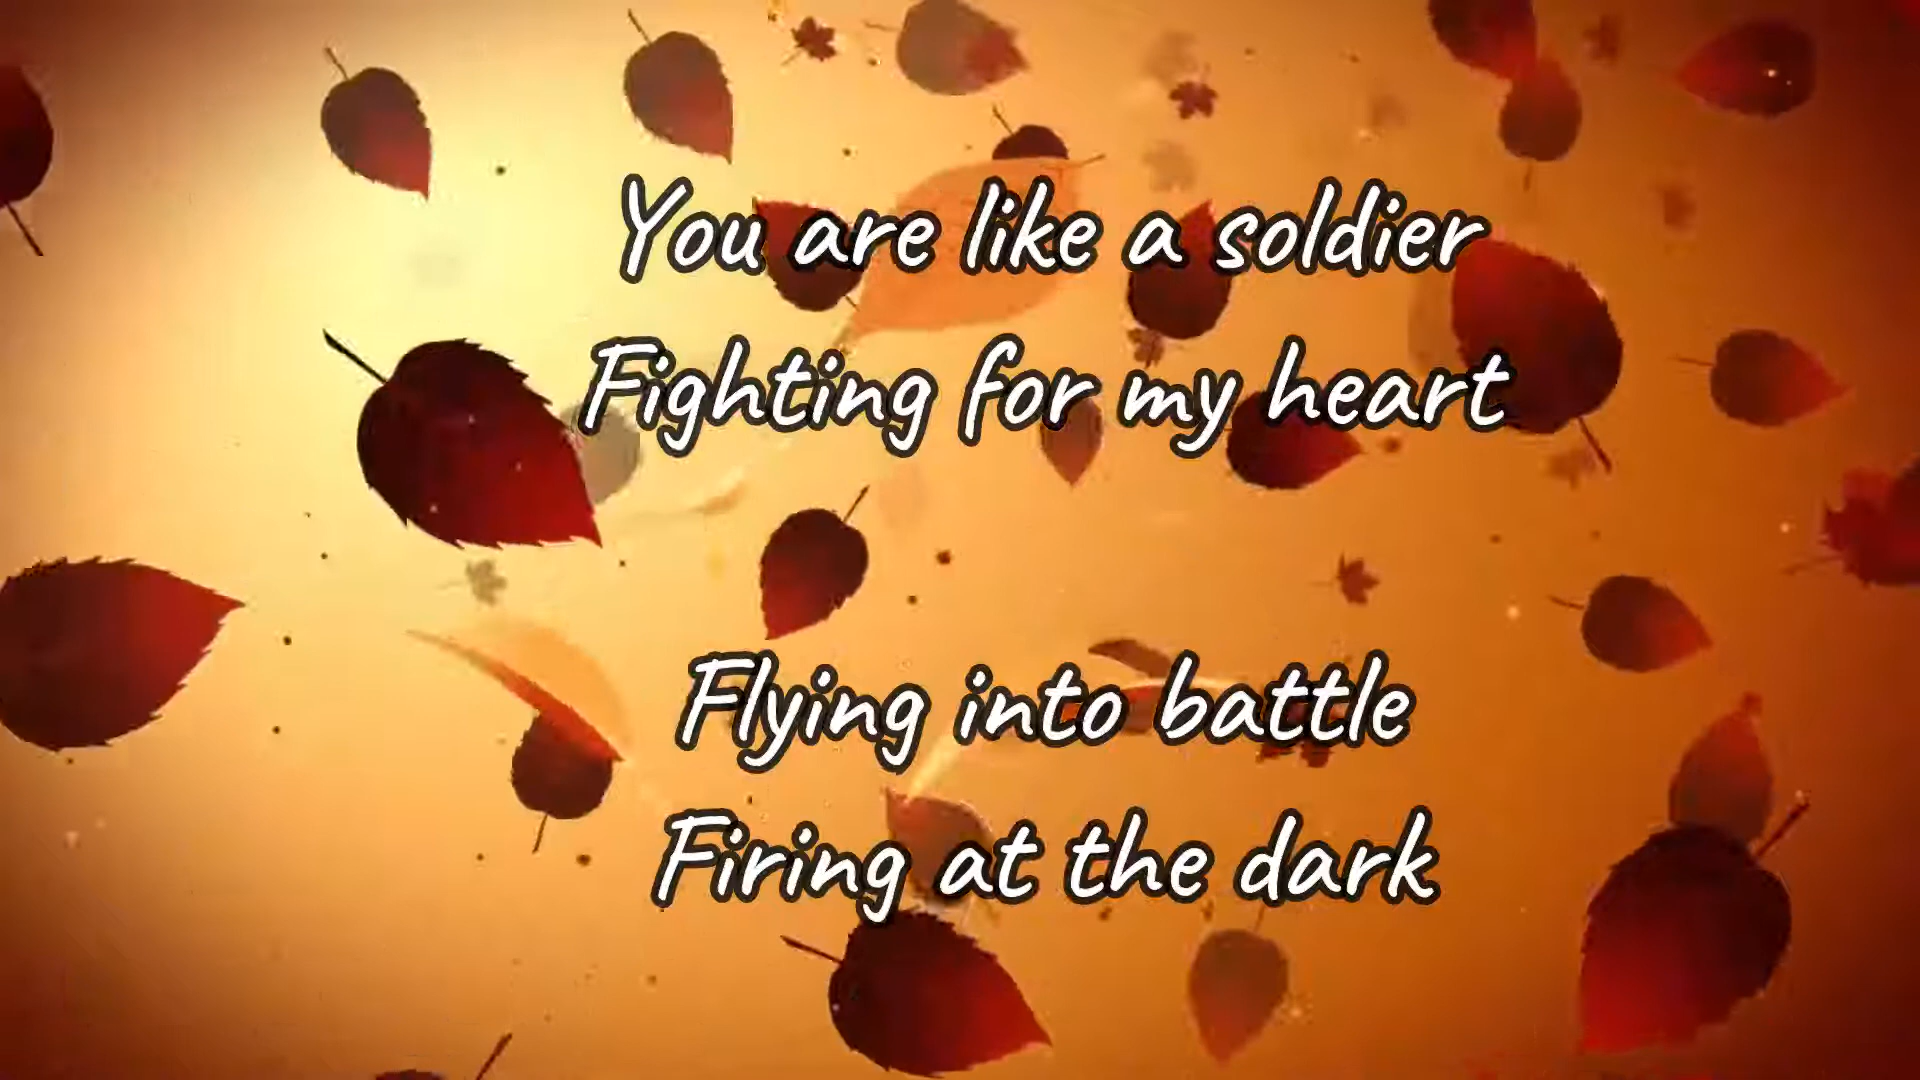 You are like a soldier
Fighting for my heart
Flying into battle
Firing at the dark